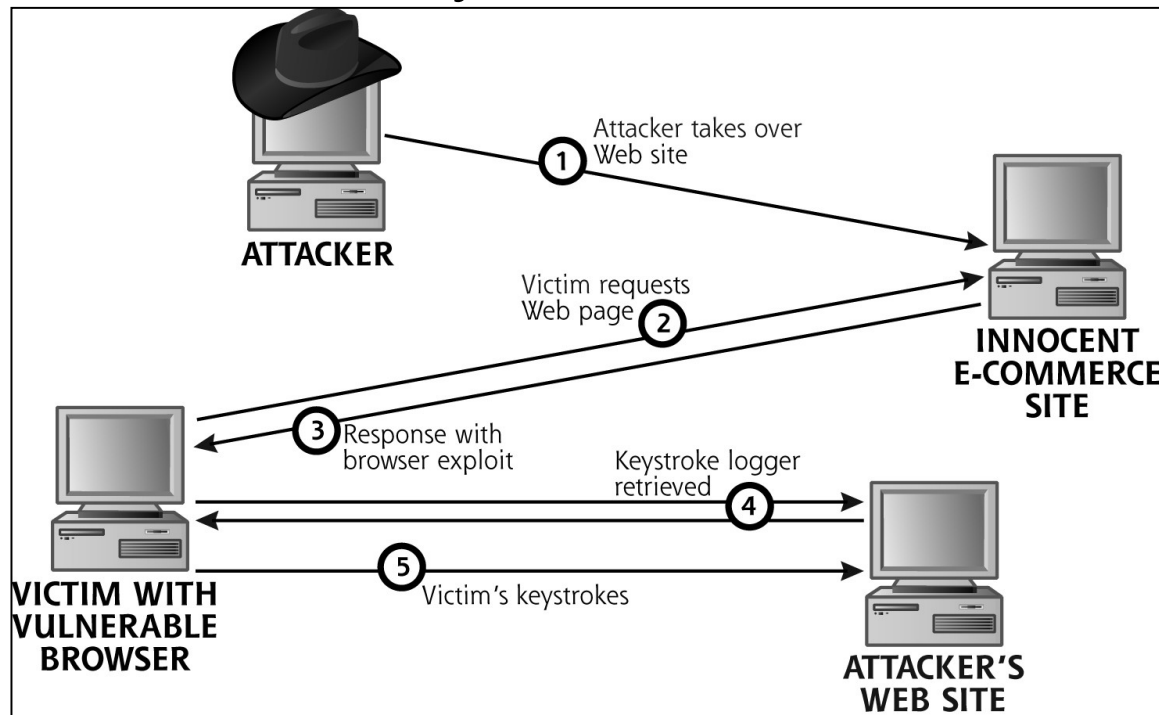 Attacker takes over
Web site
1
ATTACKER
Victim requests
Web page
2
INNOCENT
E-COMMERCE
SITE
3
Response with
browser exploit
Keystroke logger
retrieved
4
5
Victim's keystrokes
VICTIM WITH
VULNERABLE
BROWSER
ATTACKER'S
WEB SITE